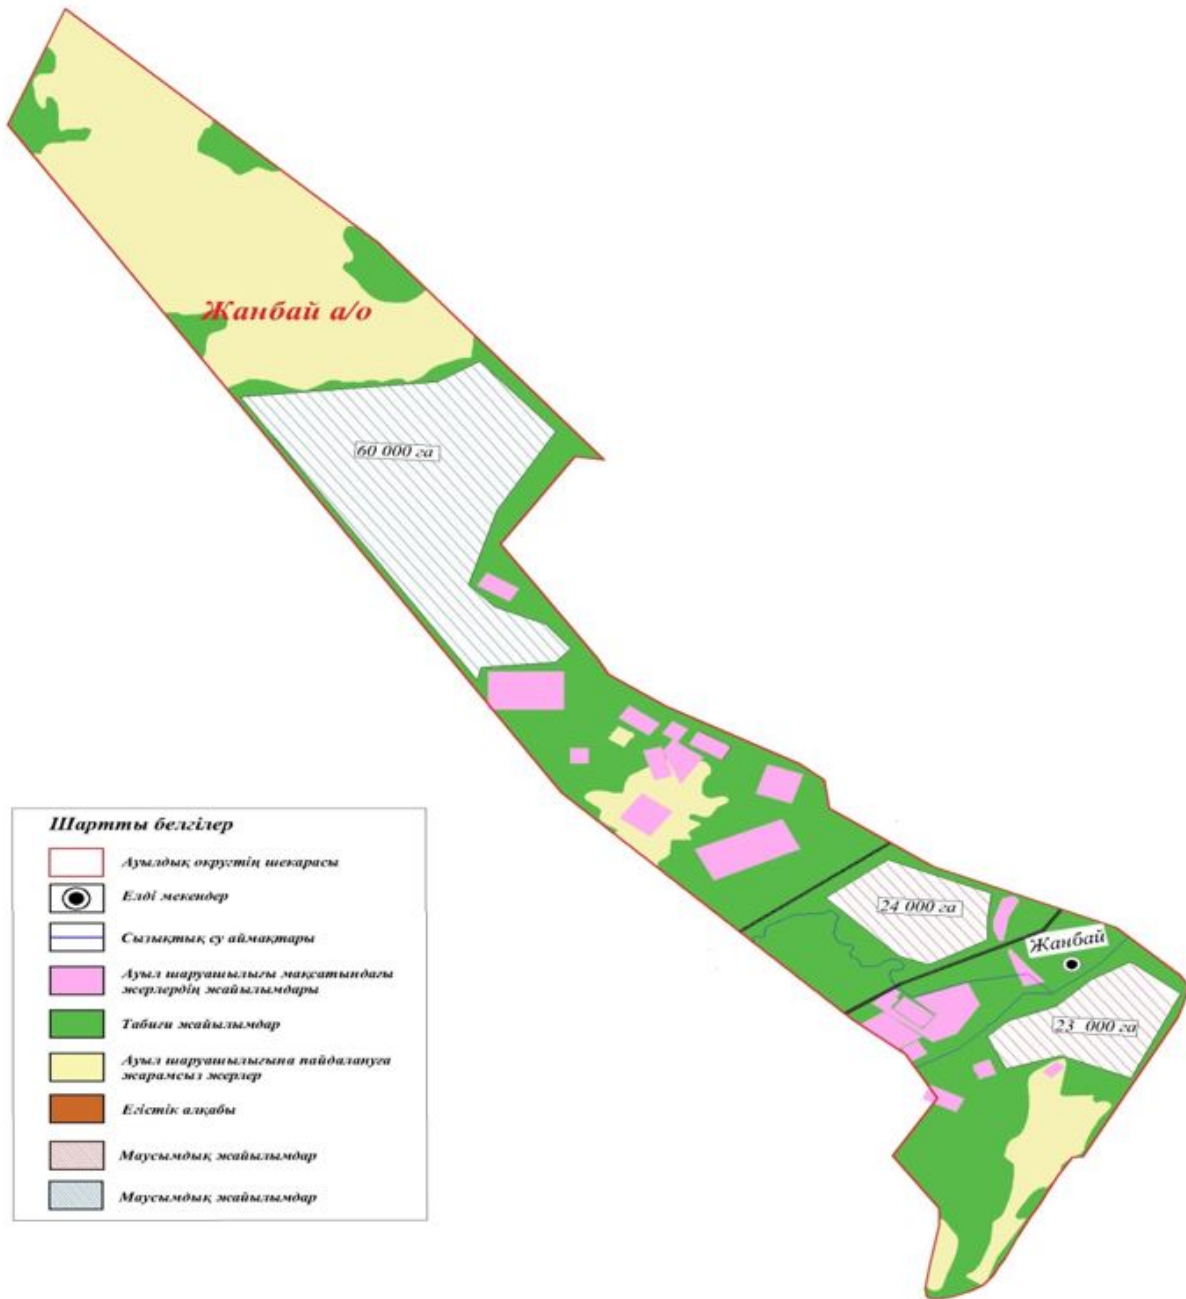 Жанбай а/о
60 000 га
24 000 га
Жанбай
23 000 га
Шартты белгілер
Ауылдық округтің шекарасы
Елді мекендер
Сызықтық су аймақтары
Ауыл шаруашылығы мақсатындағы
жерлердің жайылымдары
Табиғи жайылымдар
Ауыл шаруашылығына пайдалануға
жарамсыз жерлер
Егістік алқабы
Маусымдық жайылымдар
Маусымдық жайылымдар